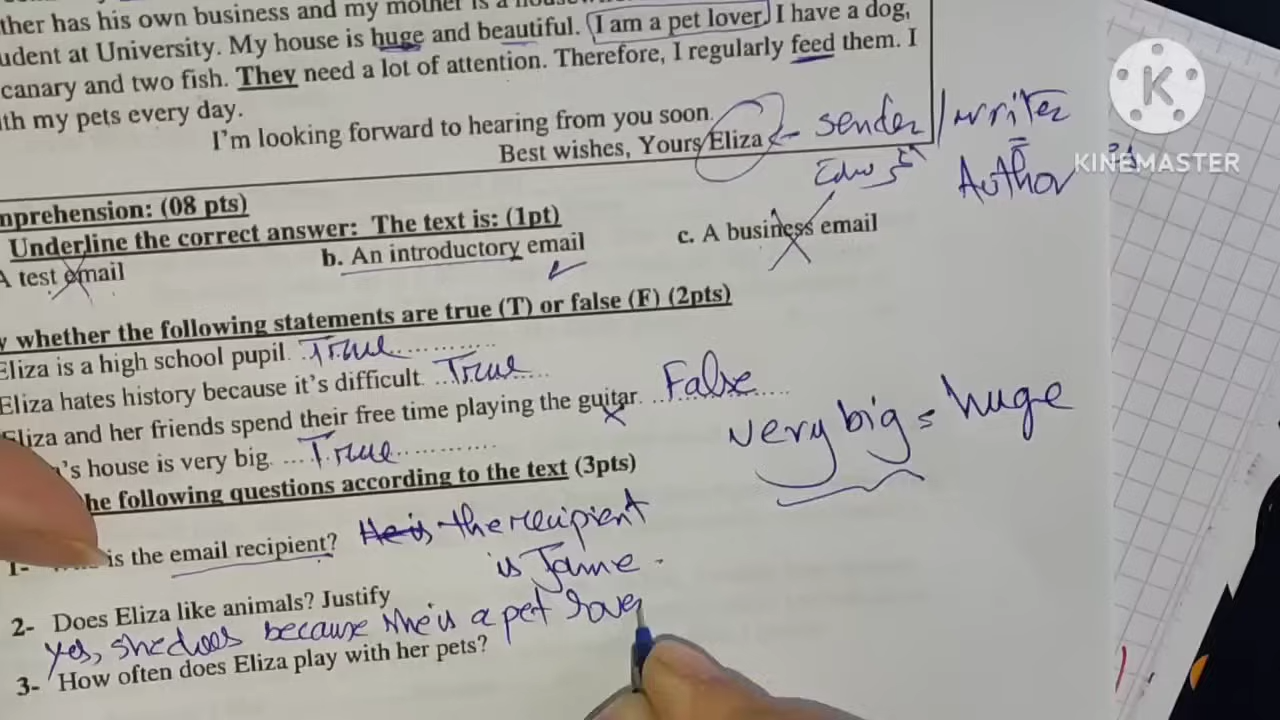 ther has his own business and my mother is a
udent at University. My house is huge and beautiful. I am a pet lover. I have a dog,
canary and two fish. They need a lot of attention. Therefore, I regularly feed them. I
th my pets every day.
I'm looking forward to hearing from you soon.
Best wishes, Yours Eliza ← sender / writer
Author
KINEMASTER
mprehension: (08 pts)
Underline the correct answer: The text is: (1pt)
A test email b. An introductory email c. A business email
y whether the following statements are true (T) or false (F) (2pts)
Eliza is a high school pupil. True
Eliza hates history because it's difficult. True
Eliza and her friends spend their free time playing the guitar. False
's house is very big. True
very big = huge
he following questions according to the text (3pts)
1- is the email recipient? He is the recipient
is Jame.
2- Does Eliza like animals? Justify
yes, she does because she is a pet love
3- How often does Eliza play with her pets?